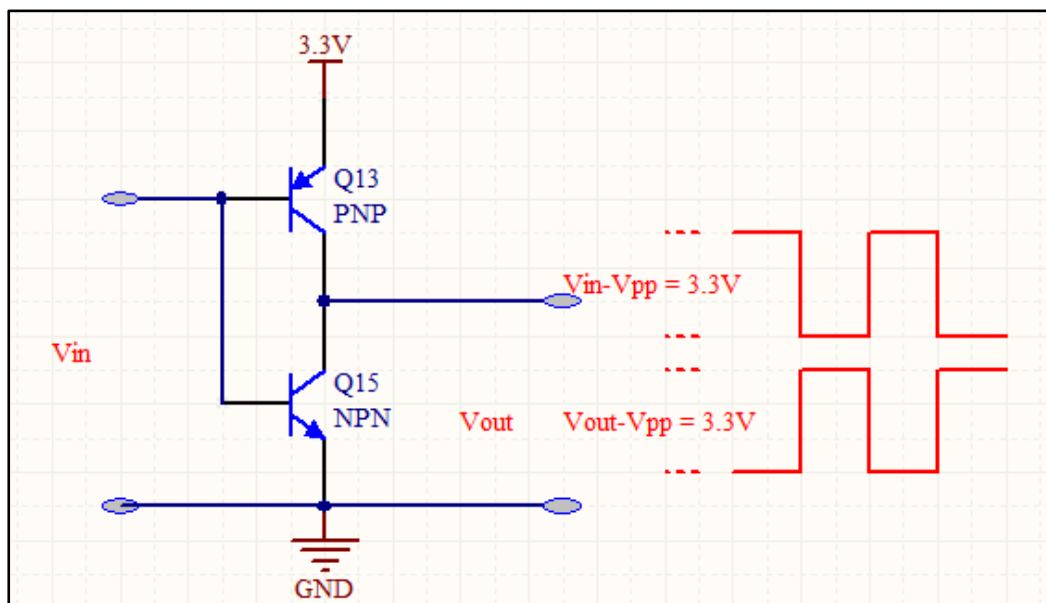 3.3V
Q13
PNP
Vin-Vpp = 3.3V
Vin
Q15
NPN
Vout
Vout-Vpp = 3.3V
GND